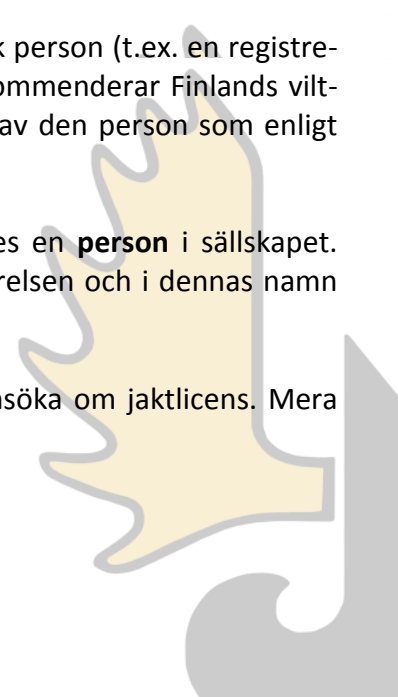 k person (t.ex. en registre-
ommenderar Finlands vilt-
av den person som enligt
es en person i sällskapet.
relsen och i dennas namn
nsöka om jaktlicens. Mera